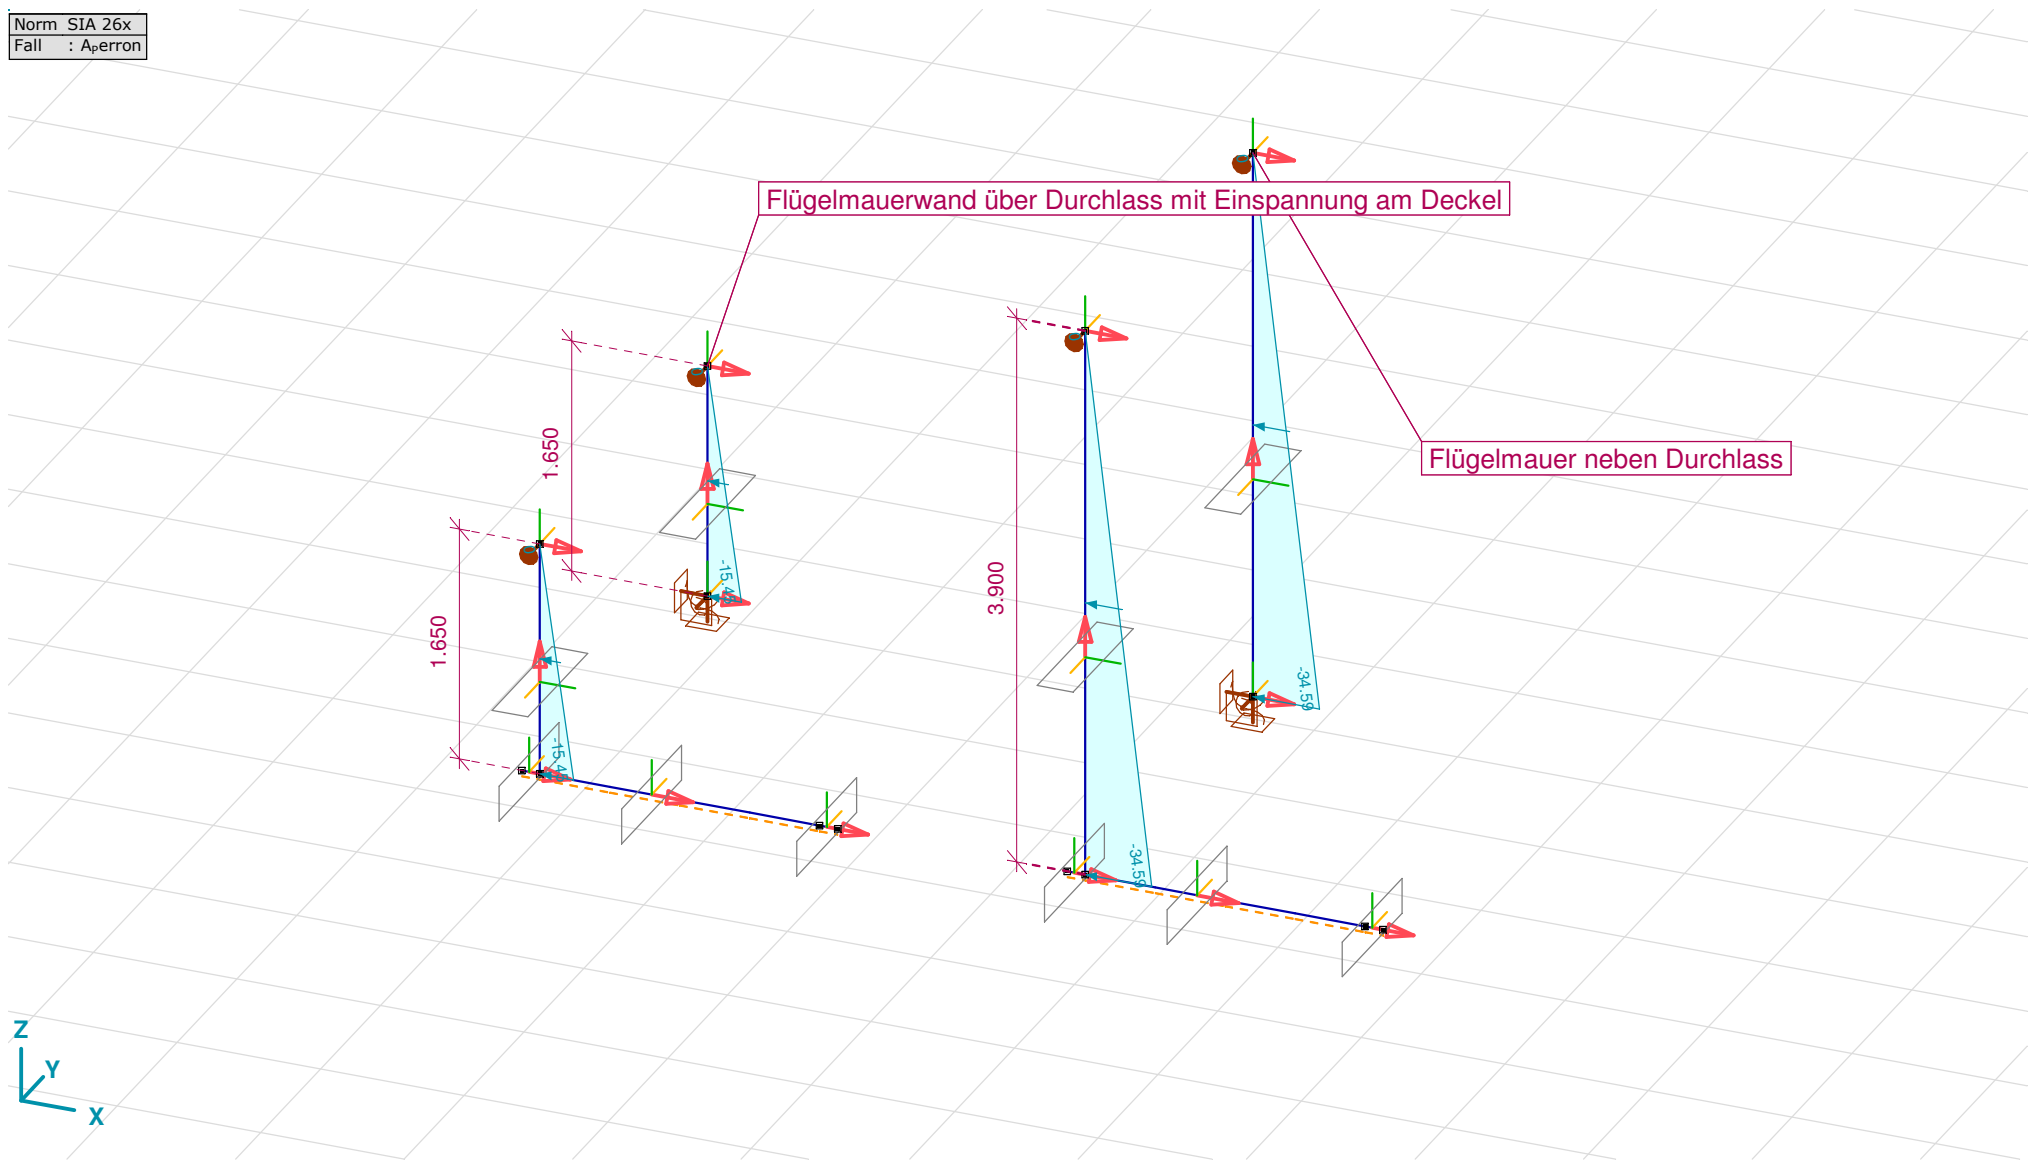 Norm SIA 26x
Fall : APerron
Flügelmauerwand über Durchlass mit Einspannung am Deckel
Flügelmauer neben Durchlass
1.650
1.650
3.900
-34.59
-34.59
Z
Y
X